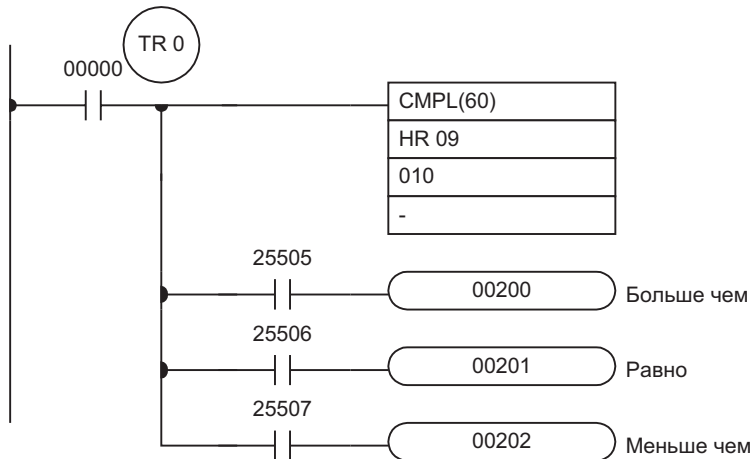 TR 0
00000
CMPL(60)
HR 09
010
-
25505
00200 Больше чем
25506
00201 Равно
25507
00202 Меньше чем